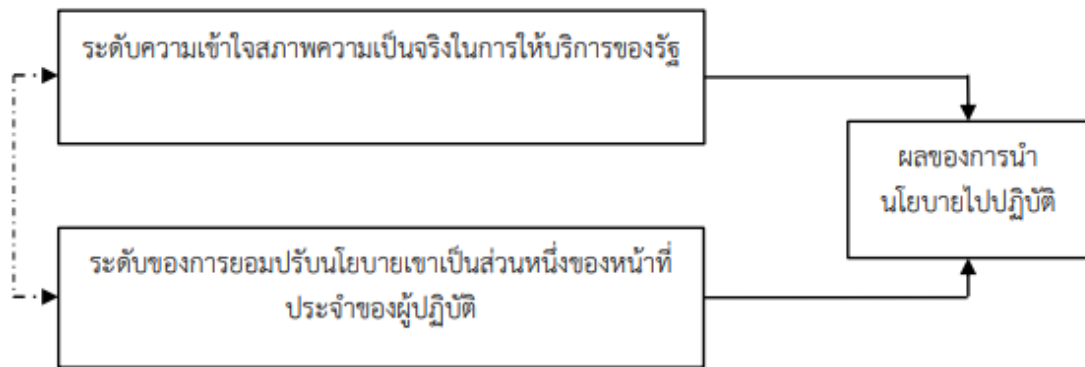 ระดับความเข้าใจสภาพความเป็นจริงในการให้บริการของรัฐ
ผลของการนำ
นโยบายไปปฏิบัติ
ระดับของการยอมปรับนโยบายเขาเป็นส่วนหนึ่งของหน้าที่
ประจำของผู้ปฏิบัติ